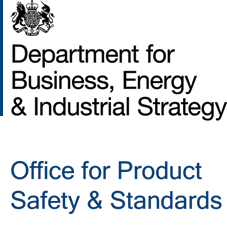 Department for
Business, Energy
& Industrial Strategy
Office for Product
Safety & Standards